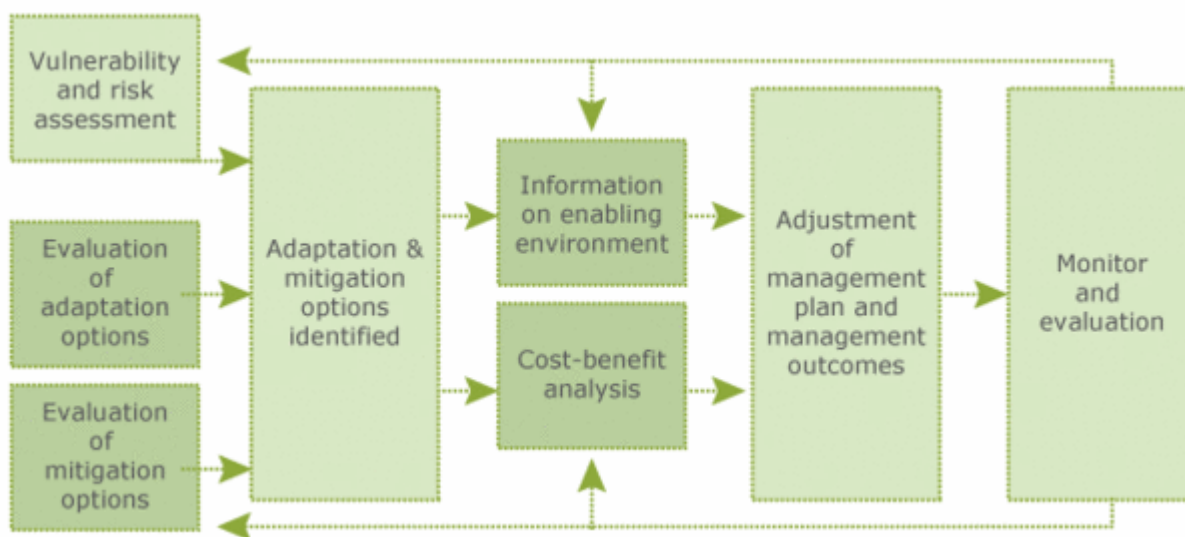 Vulnerability
and risk
assessment
Evaluation
of
adaptation
options
Evaluation
of
mitigation
options
Adaptation &
mitigation
options
identified
Information
on enabling
environment
Cost-benefit
analysis
Adjustment
of
management
plan and
management
outcomes
Monitor
and
evaluation